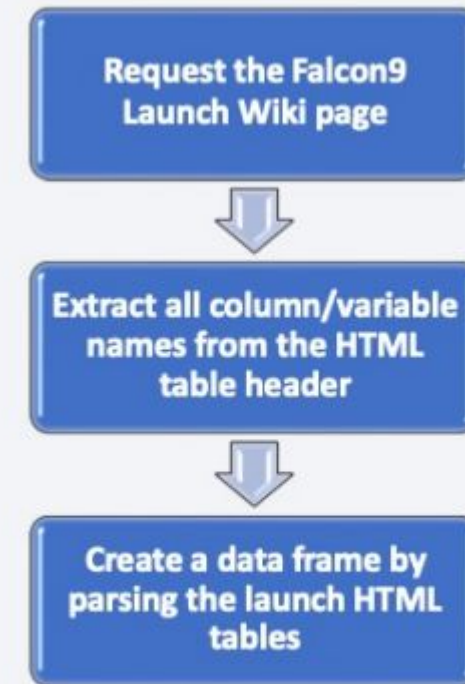 Request the Falcon9
Launch Wiki page
Extract all column/variable
names from the HTML
table header
Create a data frame by
parsing the launch HTML
tables